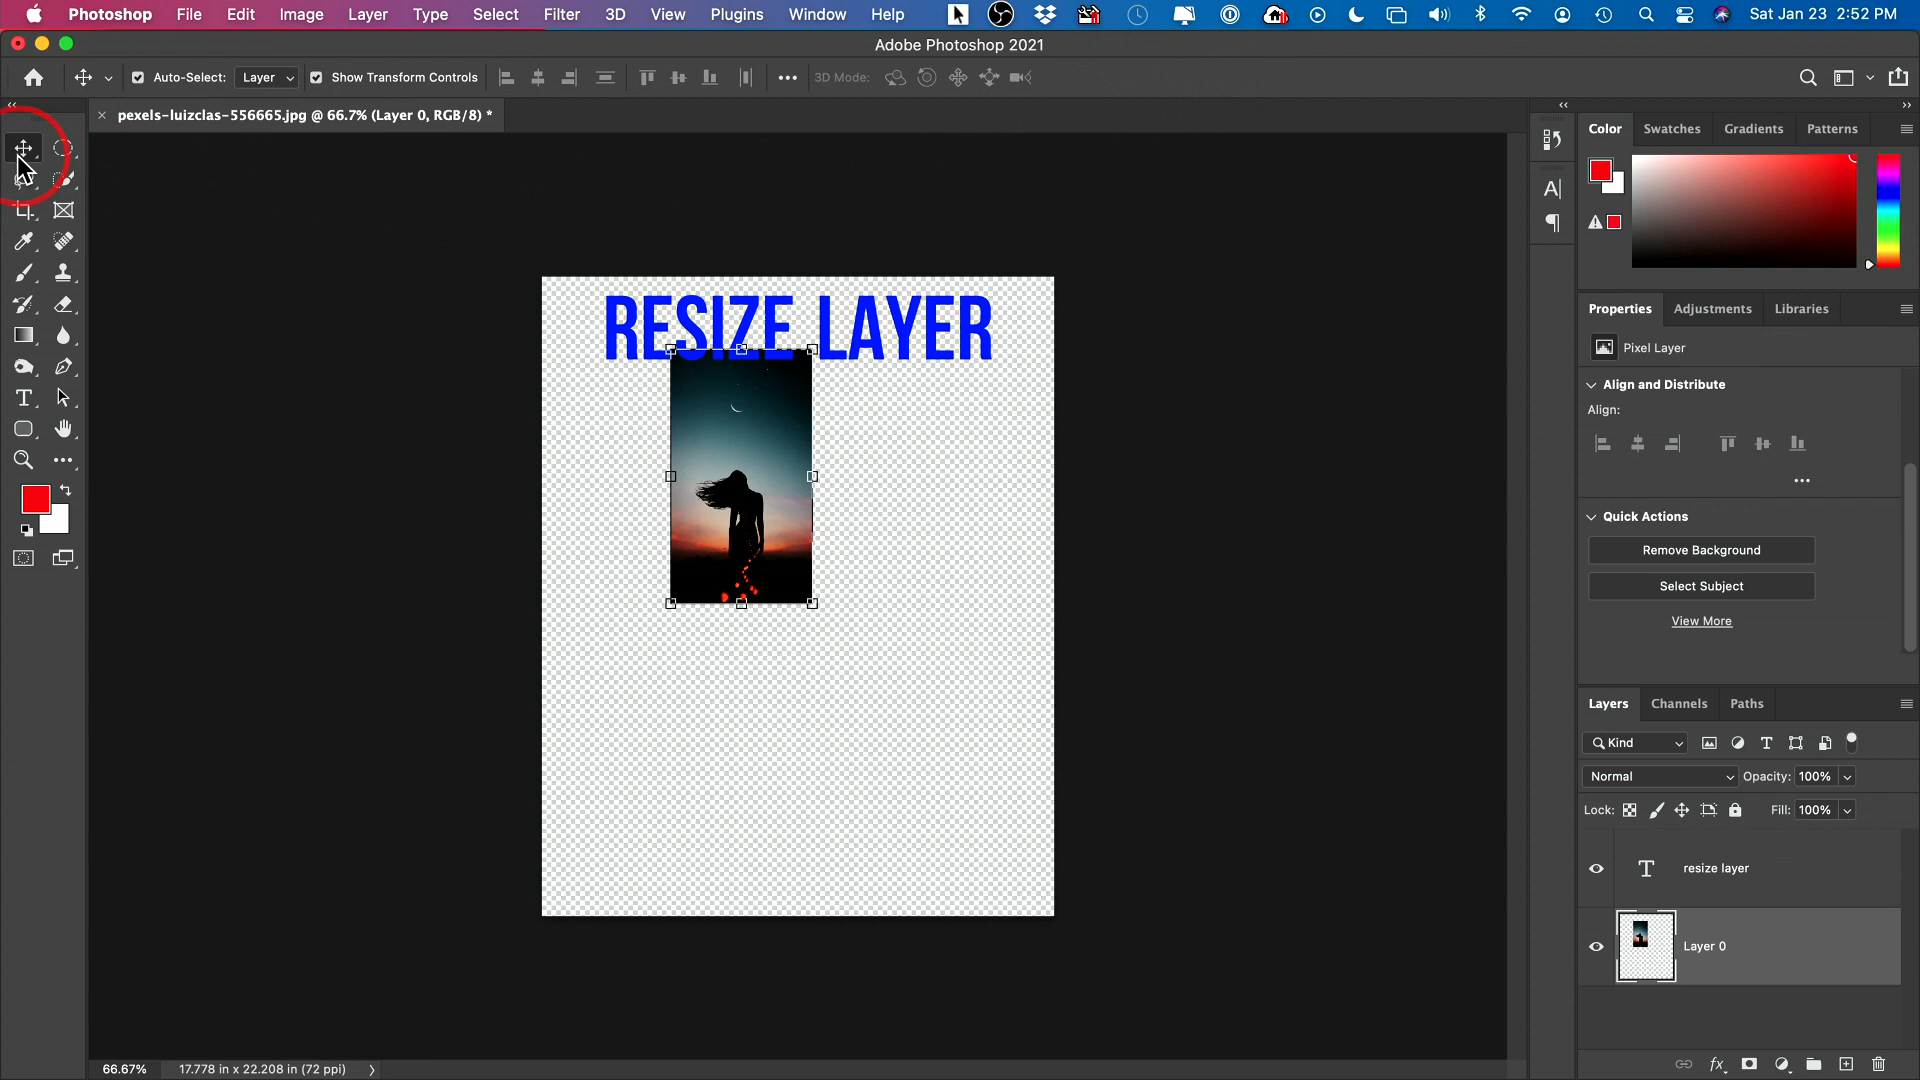 Photoshop File Edit Image Layer Type Select Filter 3D View Plugins Window Help Sat Jan 23 2:52 PM
Adobe Photoshop 2021
Auto-Select: Layer Show Transform Controls 3D Mode:
pexels-luizclas-556665.jpg @ 66.7% (Layer 0, RGB/8) *
Color Swatches Gradients Patterns
RESIZE LAYER
Properties Adjustments Libraries
Pixel Layer
Align and Distribute
Align:
Quick Actions
Remove Background
Select Subject
View More
Layers Channels Paths
Kind
Normal Opacity: 100%
Lock: Fill: 100%
resize layer
Layer 0
66.67% 17.778 in x 22.208 in (72 ppi)